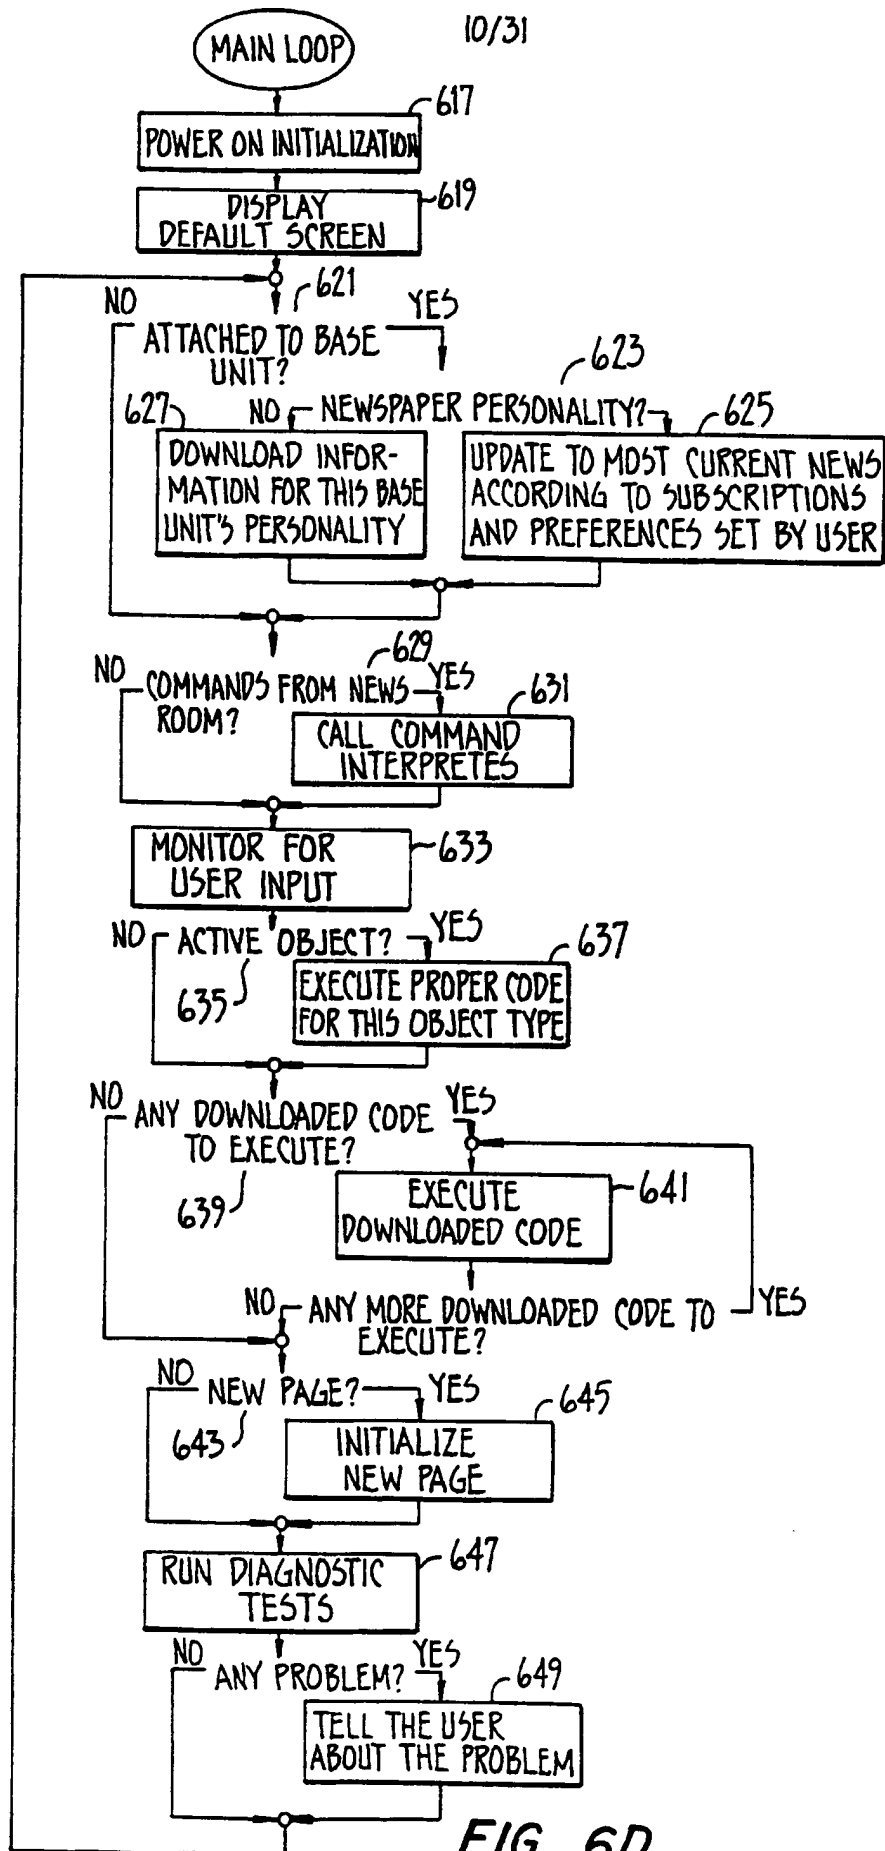 10/31
MAIN LOOP
617
POWER ON INITIALIZATION
619
DISPLAY
DEFAULT SCREEN
621
NO
YES
ATTACHED TO BASE
UNIT?
623
627
NO
NEWSPAPER PERSONALITY?
625
DOWNLOAD INFOR-
MATION FOR THIS BASE
UNIT'S PERSONALITY
UPDATE TO MOST CURRENT NEWS
ACCORDING TO SUBSCRIPTIONS
AND PREFERENCES SET BY USER
629
NO
YES
COMMANDS FROM NEWS
ROOM?
631
CALL COMMAND
INTERPRETES
MONITOR FOR
USER INPUT
633
NO
ACTIVE OBJECT?
YES
635
637
EXECUTE PROPER CODE
FOR THIS OBJECT TYPE
NO
YES
ANY DOWNLOADED CODE
TO EXECUTE?
639
EXECUTE
DOWNLOADED CODE
641
NO
ANY MORE DOWNLOADED CODE TO
EXECUTE?
YES
NO
NEW PAGE?
YES
643
645
INITIALIZE
NEW PAGE
647
RUN DIAGNOSTIC
TESTS
NO
YES
ANY PROBLEM?
649
TELL THE USER
ABOUT THE PROBLEM
FIG. 6D